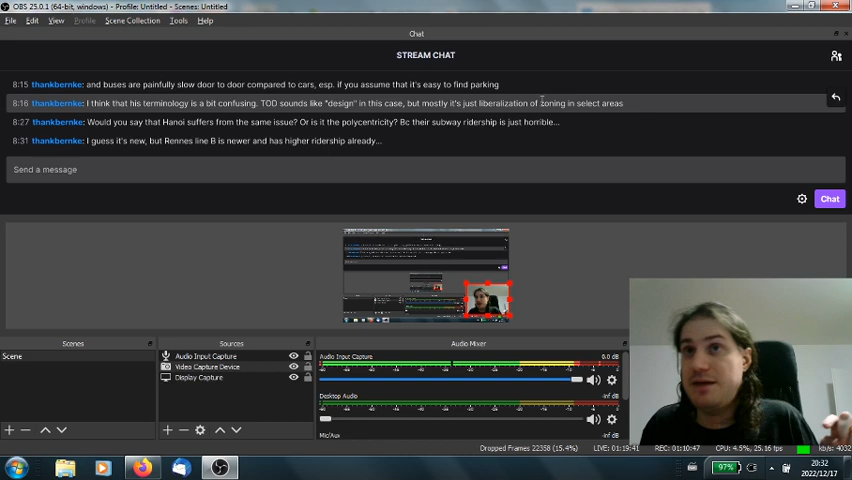 OBS 25.0.1 (64-bit, windows) - Profile: Untitled - Scenes: Untitled
File Edit View Profile Scene Collection Tools Help
Chat
STREAM CHAT
8:15 thankbernke: and buses are painfully slow door to door compared to cars, esp. if you assume that it's easy to find parking
8:16 thankbernke: I think that his terminology is a bit confusing. TOD sounds like "design" in this case, but mostly it's just liberalization of zoning in select areas
8:27 thankbernke: Would you say that Hanoi suffers from the same issue? Or is it the polycentricity? Bc their subway ridership is just horrible...
8:31 thankbernke: I guess it's new, but Rennes line B is newer and has higher ridership already...
Send a message
Chat
Scenes Sources Audio Mixer
Scene
Audio Input Capture
Video Capture Device
Display Capture
Audio Input Capture 0.0 dB
Desktop Audio -inf dB
Mic/Aux -inf dB
Dropped Frames 22358 (15.4%) LIVE: 01:19:41 REC: 01:10:47 CPU: 4.5%, 25.16 fps kb/s: 4032
97% 20:32
2022/12/17